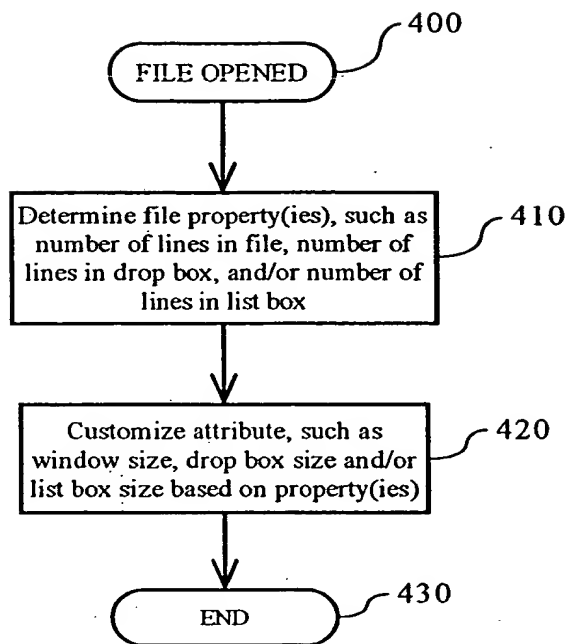 400
FILE OPENED
Determine file property(ies), such as
number of lines in file, number of
lines in drop box, and/or number of
lines in list box
410
Customize attribute, such as
window size, drop box size and/or
list box size based on property(ies)
420
END
430